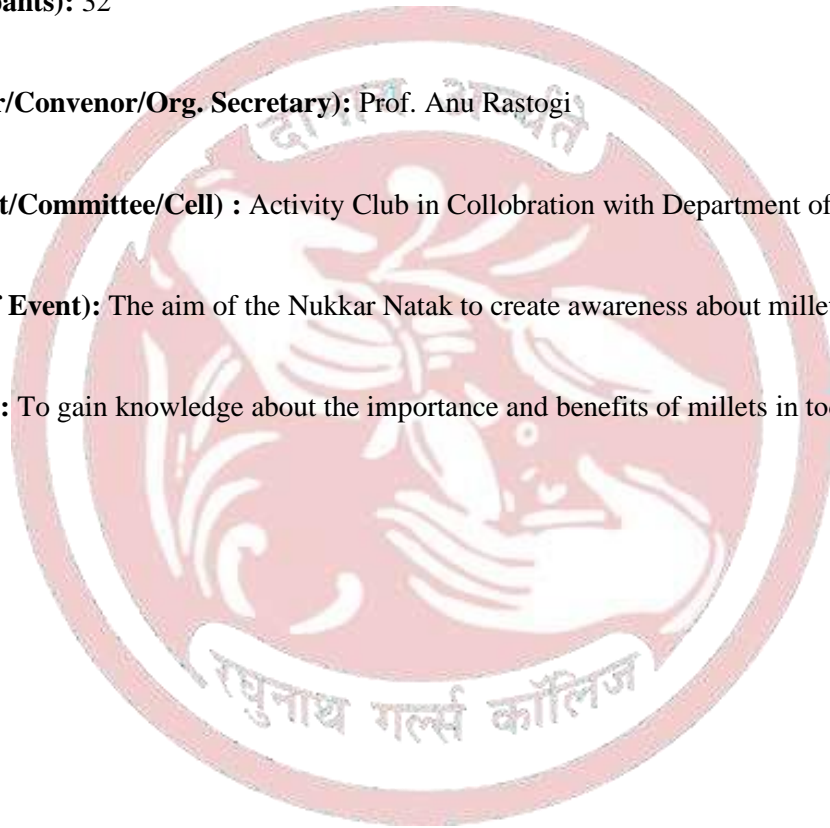 pants): 32
r/Convenor/Org. Secretary): Prof. Anu Rastogi
t/Committee/Cell) : Activity Club in Collobration with Department of
Event): The aim of the Nukkar Natak to create awareness about mille
: To gain knowledge about the importance and benefits of millets in to
रघुनाथ गर्ल्स कॉलिज